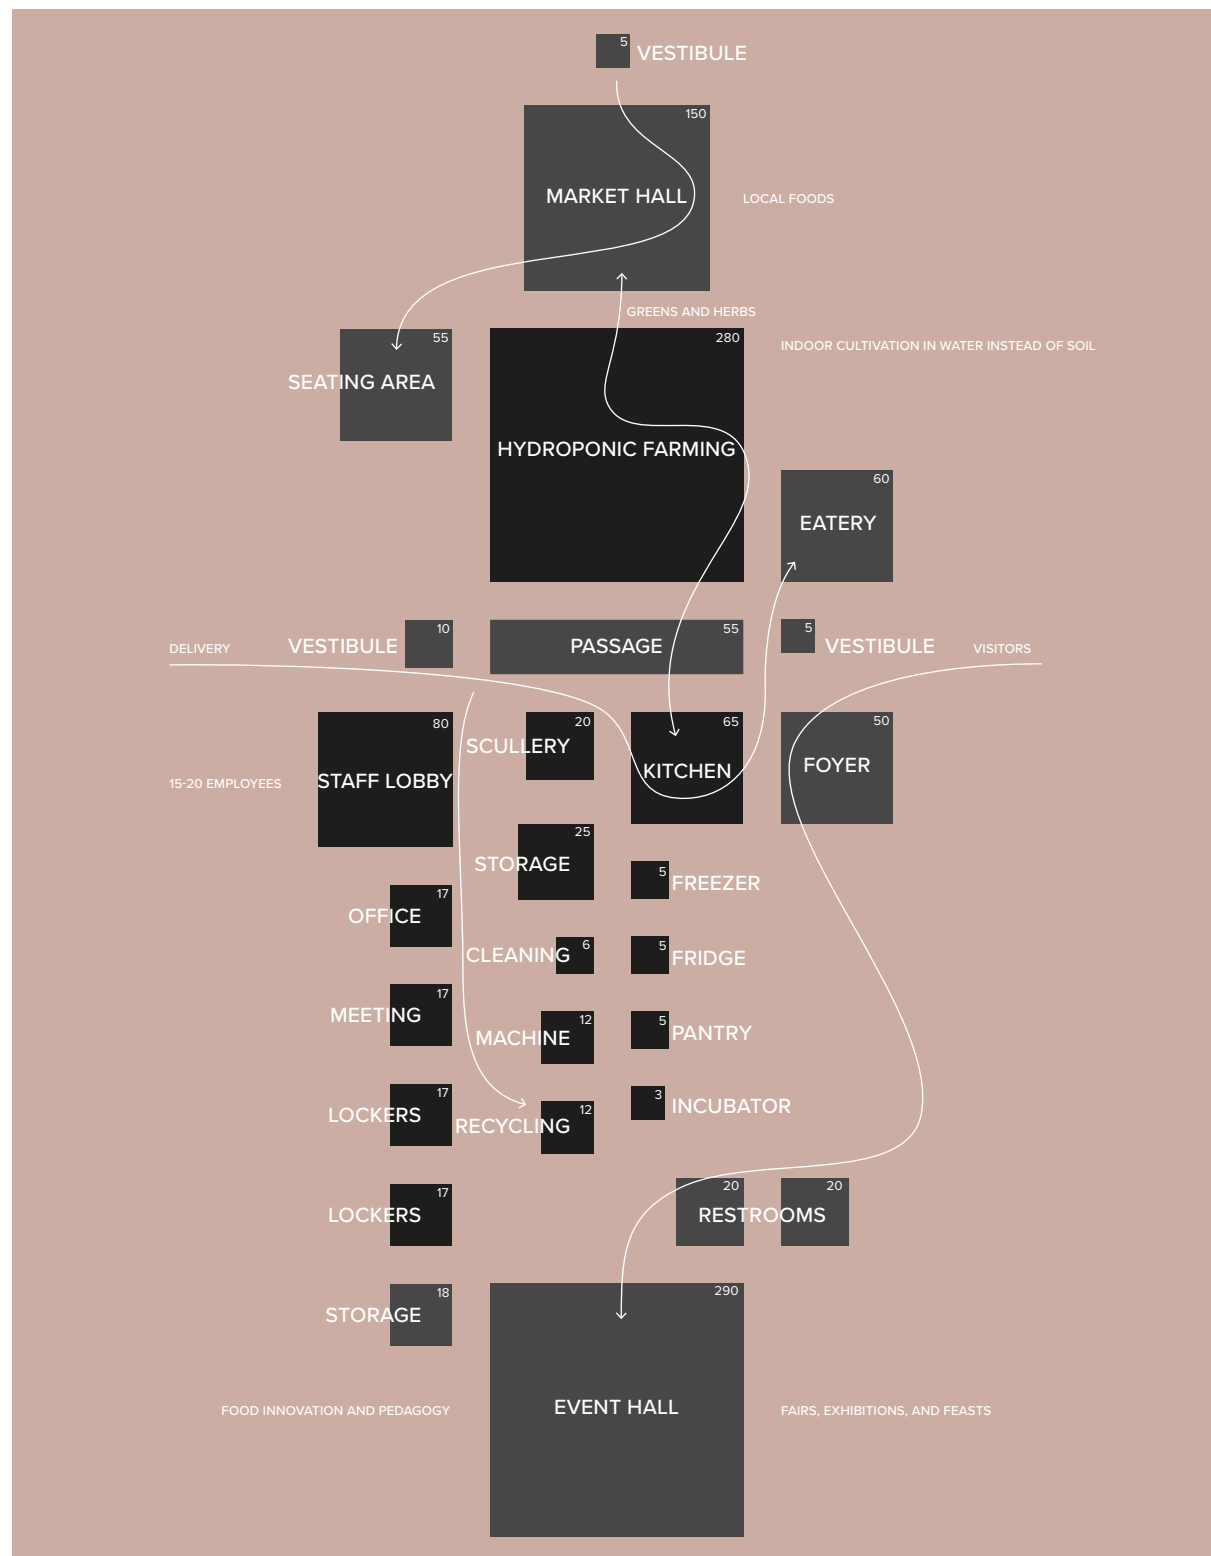 5
VESTIBULE
150
MARKET HALL
LOCAL FOODS
GREENS AND HERBS
55
SEATING AREA
280
HYDROPONIC FARMING
INDOOR CULTIVATION IN WATER INSTEAD OF SOIL
60
EATERY
DELIVERY
VESTIBULE
10
PASSAGE
55
5
VESTIBULE
VISITORS
80
STAFF LOBBY
15-20 EMPLOYEES
20
SCULLERY
65
KITCHEN
50
FOYER
25
STORAGE
5
FREEZER
17
OFFICE
6
CLEANING
5
FRIDGE
17
MEETING
12
MACHINE
5
PANTRY
17
LOCKERS
12
RECYCLING
3
INCUBATOR
17
LOCKERS
20
20
RESTROOMS
18
STORAGE
290
EVENT HALL
FOOD INNOVATION AND PEDAGOGY
FAIRS, EXHIBITIONS, AND FEASTS